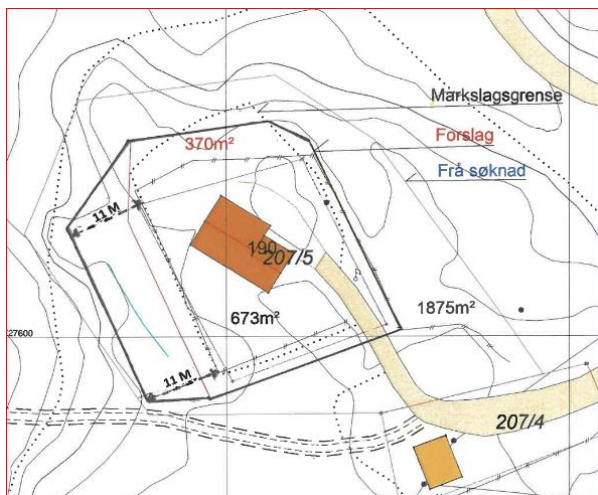 Markslagsgrense
370m²
Forslag
Frå søknad
11 M
190
207/5
673m²
1875m²
27600
11 M
207/4